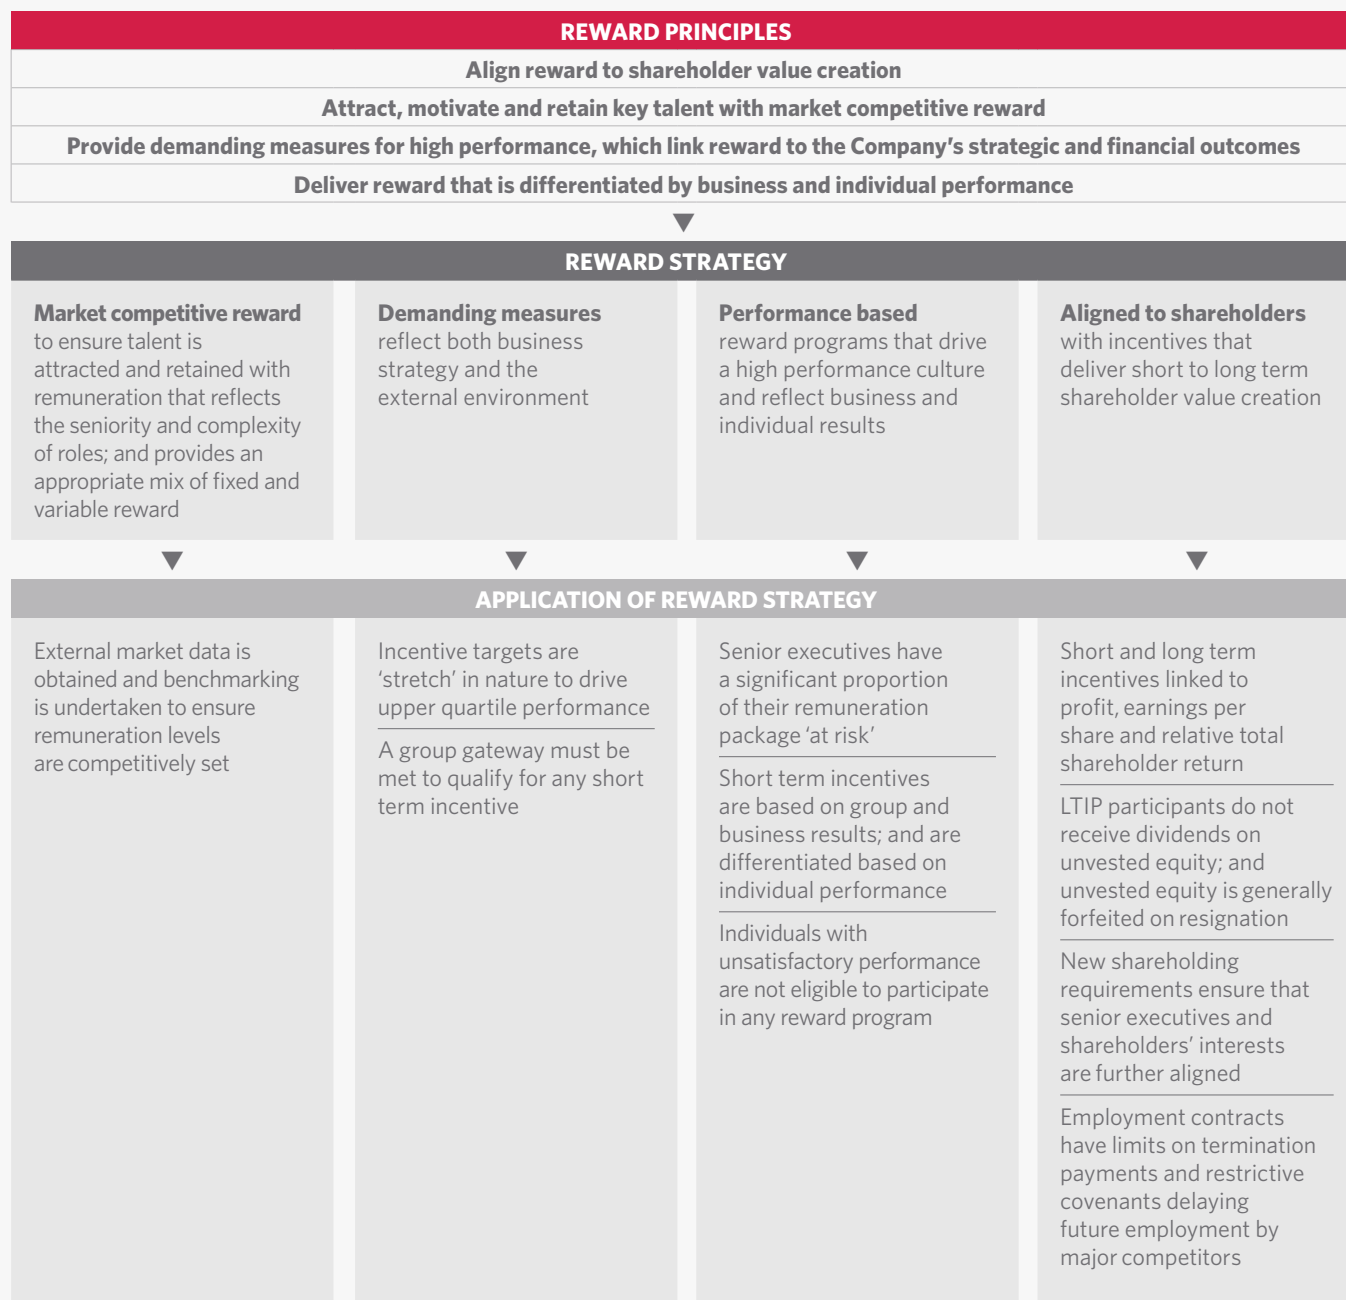 REWARD PRINCIPLES
Align reward to shareholder value creation
Attract, motivate and retain key talent with market competitive reward
Provide demanding measures for high performance, which link reward to the Company’s strategic and financial outcomes
Deliver reward that is differentiated by business and individual performance
REWARD STRATEGY
Market competitive reward
to ensure talent is
attracted and retained with
remuneration that reflects
the seniority and complexity
of roles; and provides an
appropriate mix of fixed and
variable reward
Demanding measures
reflect both business
strategy and the
external environment
Performance based
reward programs that drive
a high performance culture
and reflect business and
individual results
Aligned to shareholders
with incentives that
deliver short to long term
shareholder value creation
APPLICATION OF REWARD STRATEGY
External market data is
obtained and benchmarking
is undertaken to ensure
remuneration levels
are competitively set
Incentive targets are
‘stretch’ in nature to drive
upper quartile performance
A group gateway must be
met to qualify for any short
term incentive
Senior executives have
a significant proportion
of their remuneration
package ‘at risk’
Short term incentives
are based on group and
business results; and are
differentiated based on
individual performance
Individuals with
unsatisfactory performance
are not eligible to participate
in any reward program
Short and long term
incentives linked to
profit, earnings per
share and relative total
shareholder return
LTIP participants do not
receive dividends on
unvested equity; and
unvested equity is generally
forfeited on resignation
New shareholding
requirements ensure that
senior executives and
shareholders’ interests
are further aligned
Employment contracts
have limits on termination
payments and restrictive
covenants delaying
future employment by
major competitors